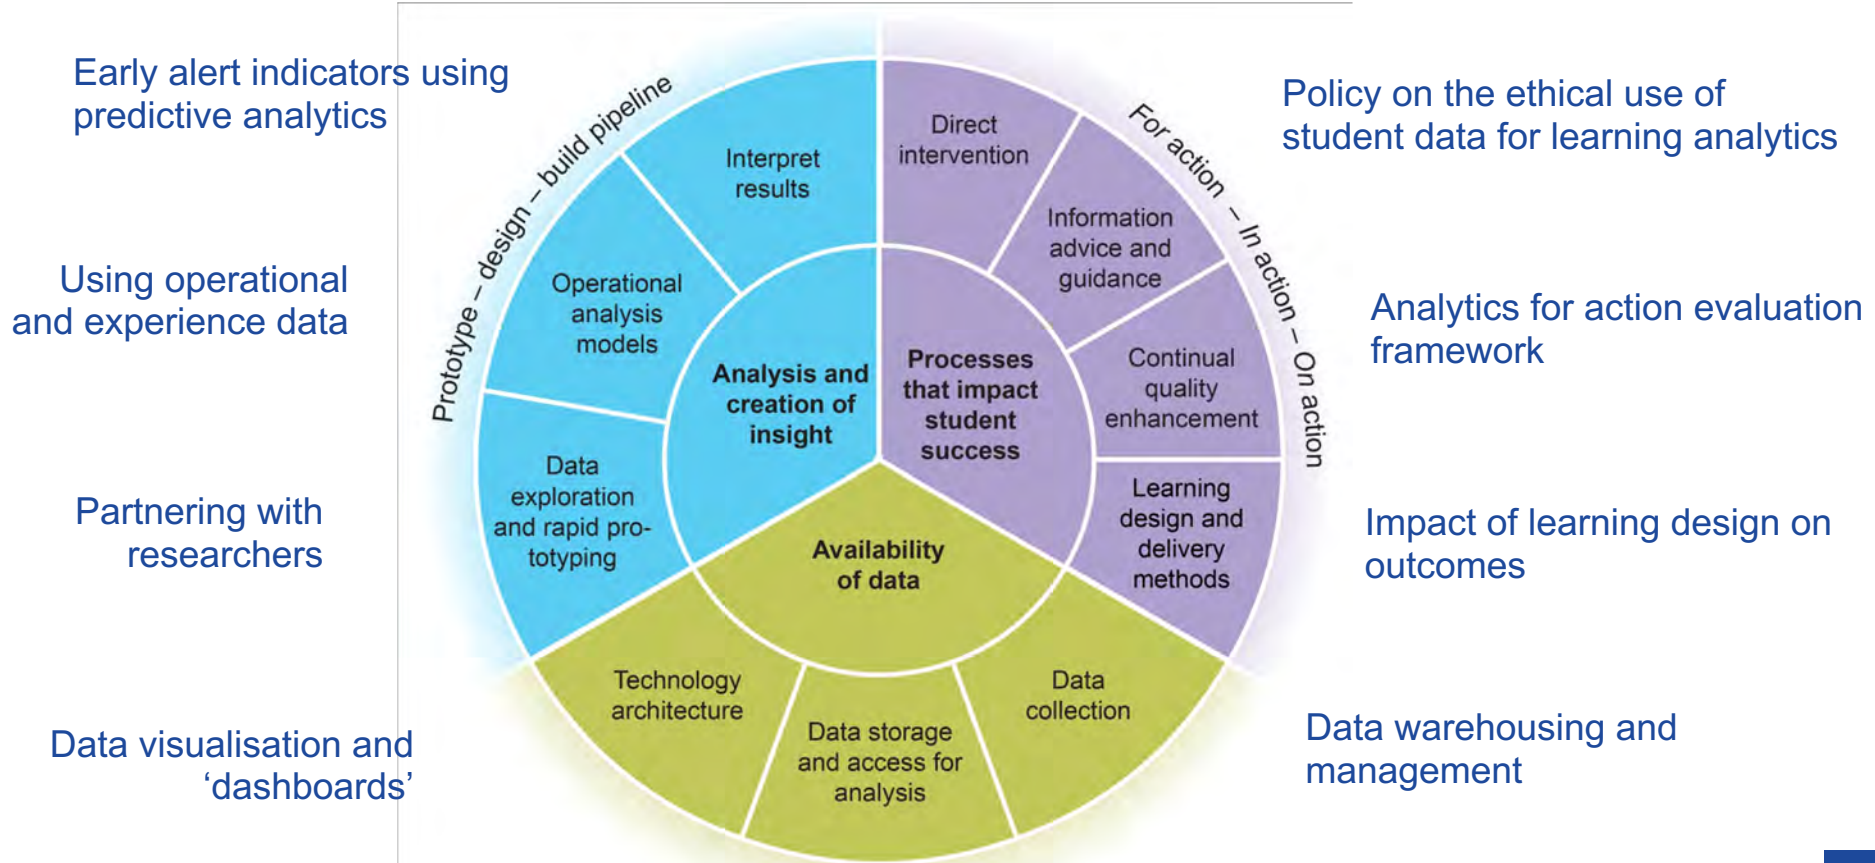 Early alert indicators using
predictive analytics
Using operational
and experience data
Partnering with
researchers
Data visualisation and
‘dashboards’
Prototype – design – build pipeline
Interpret
results
Operational
analysis
models
Data
exploration
and rapid pro-
totyping
Analysis and
creation of
insight
Direct
intervention
Information
advice and
guidance
Continual
quality
enhancement
Learning
design and
delivery
methods
Processes
that impact
student
success
For action – In action – On action
Availability
of data
Technology
architecture
Data storage
and access for
analysis
Data
collection
Policy on the ethical use of
student data for learning analytics
Analytics for action evaluation
framework
Impact of learning design on
outcomes
Data warehousing and
management